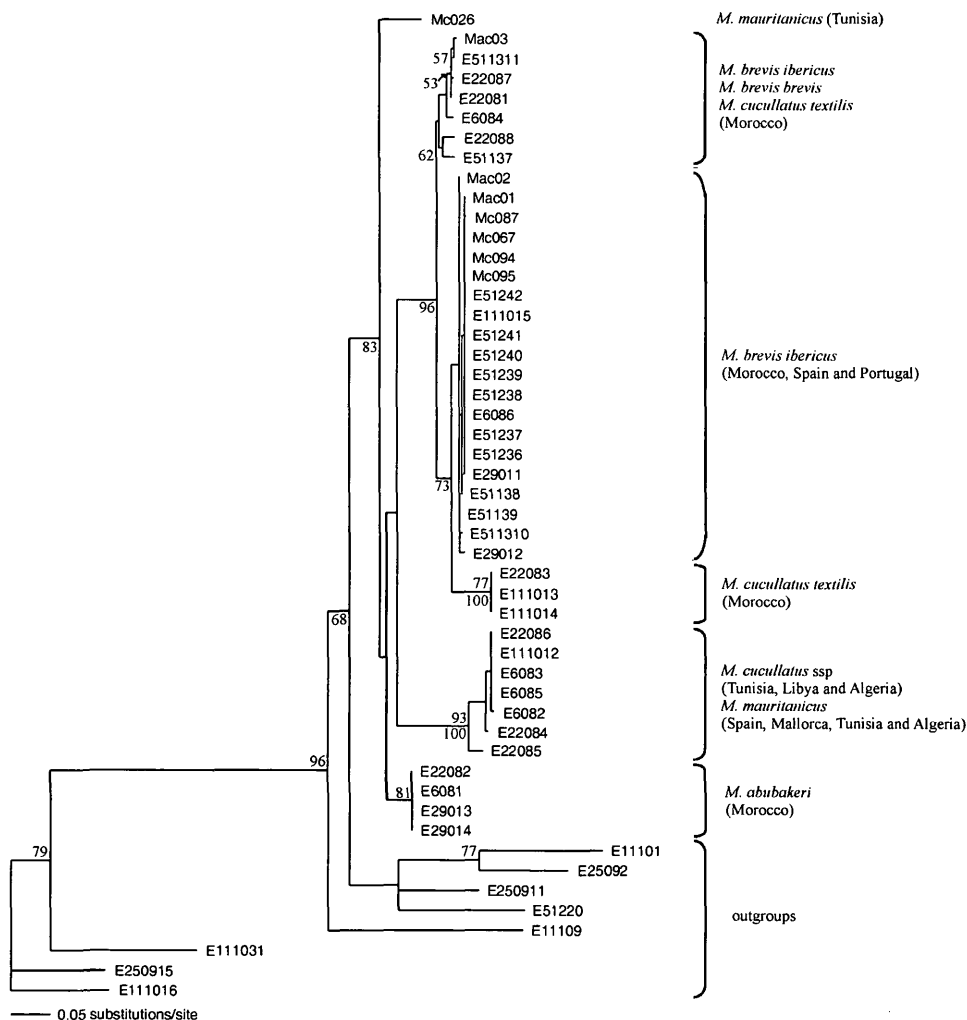 Mc026
M. mauritanicus (Tunisia)
Mac03
57
E511311
53
E22087
E22081
E6084
E22088
62
E51137
M. brevis ibericus
M. brevis brevis
M. cucullatus textilis
(Morocco)
Mac02
Mac01
Mc087
Mc067
Mc094
Mc095
E51242
96
E111015
E51241
83
E51240
E51239
E51238
E6086
E51237
E51236
E29011
73
E51138
E51139
E511310
E29012
M. brevis ibericus
(Morocco, Spain and Portugal)
E22083
77
E111013
100
E111014
M. cucullatus textilis
(Morocco)
68
E22086
E111012
E6083
E6085
E6082
93
100
E22084
E22085
M. cucullatus ssp
(Tunisia, Libya and Algeria)
M. mauritanicus
(Spain, Mallorca, Tunisia and Algeria)
96
E22082
81
E6081
E29013
E29014
M. abubakeri
(Morocco)
79
77
E11101
E25092
E250911
E51220
E11109
E111031
E250915
E111016
outgroups
0.05 substitutions/site